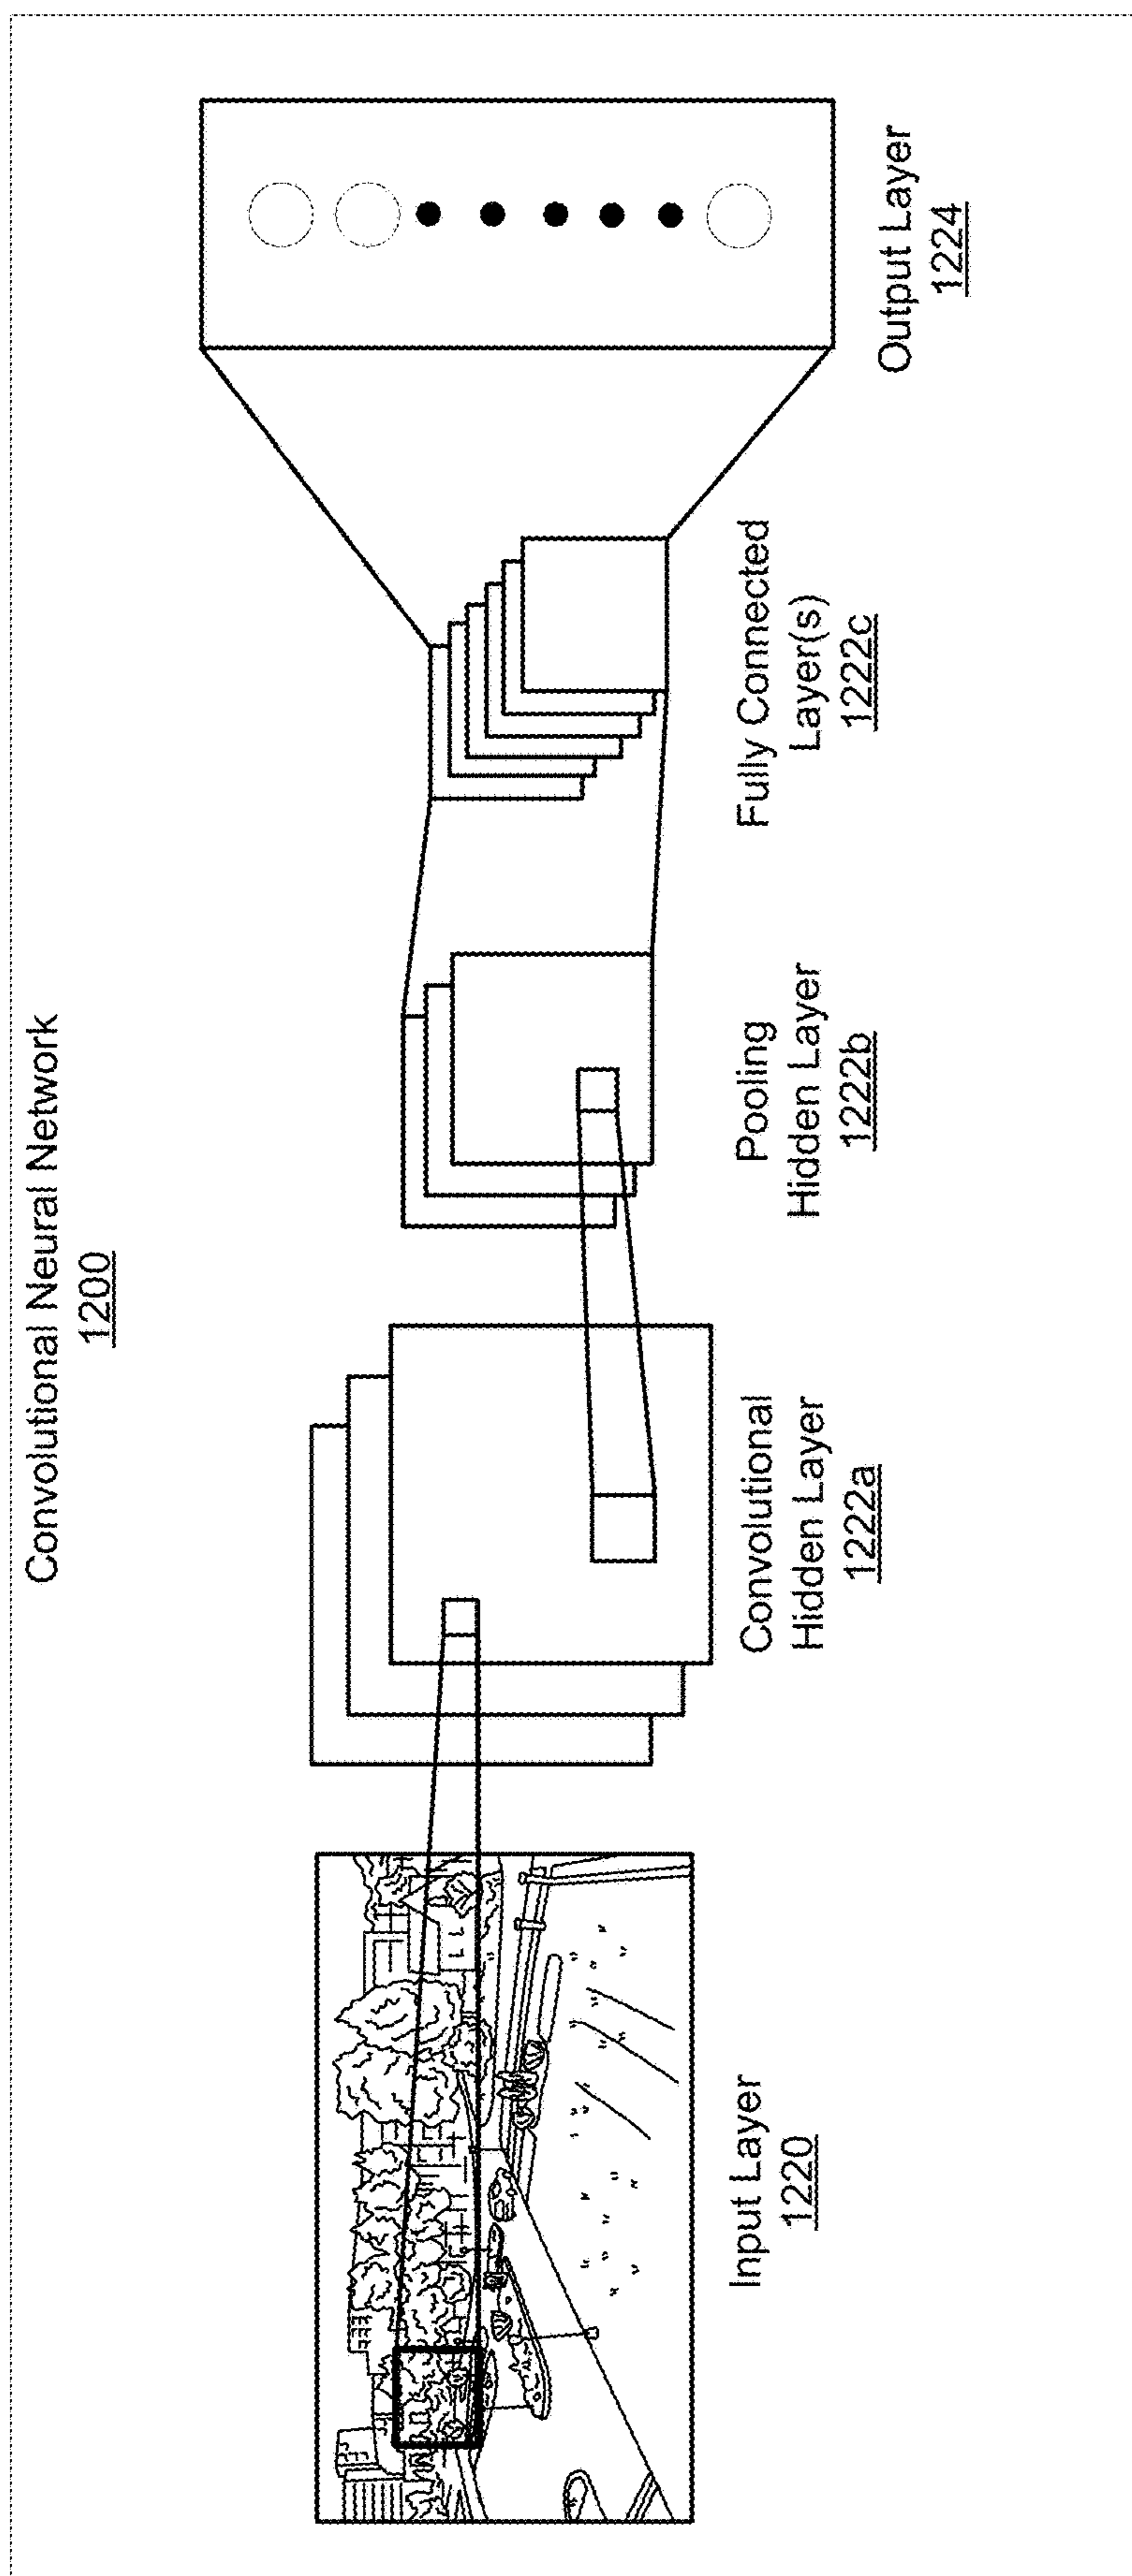 Convolutional Neural Network
1200
Input Layer
1220
Convolutional
Hidden Layer
1222a
Pooling
Hidden Layer
1222b
Fully Connected
Layer(s)
1222c
Output Layer
1224